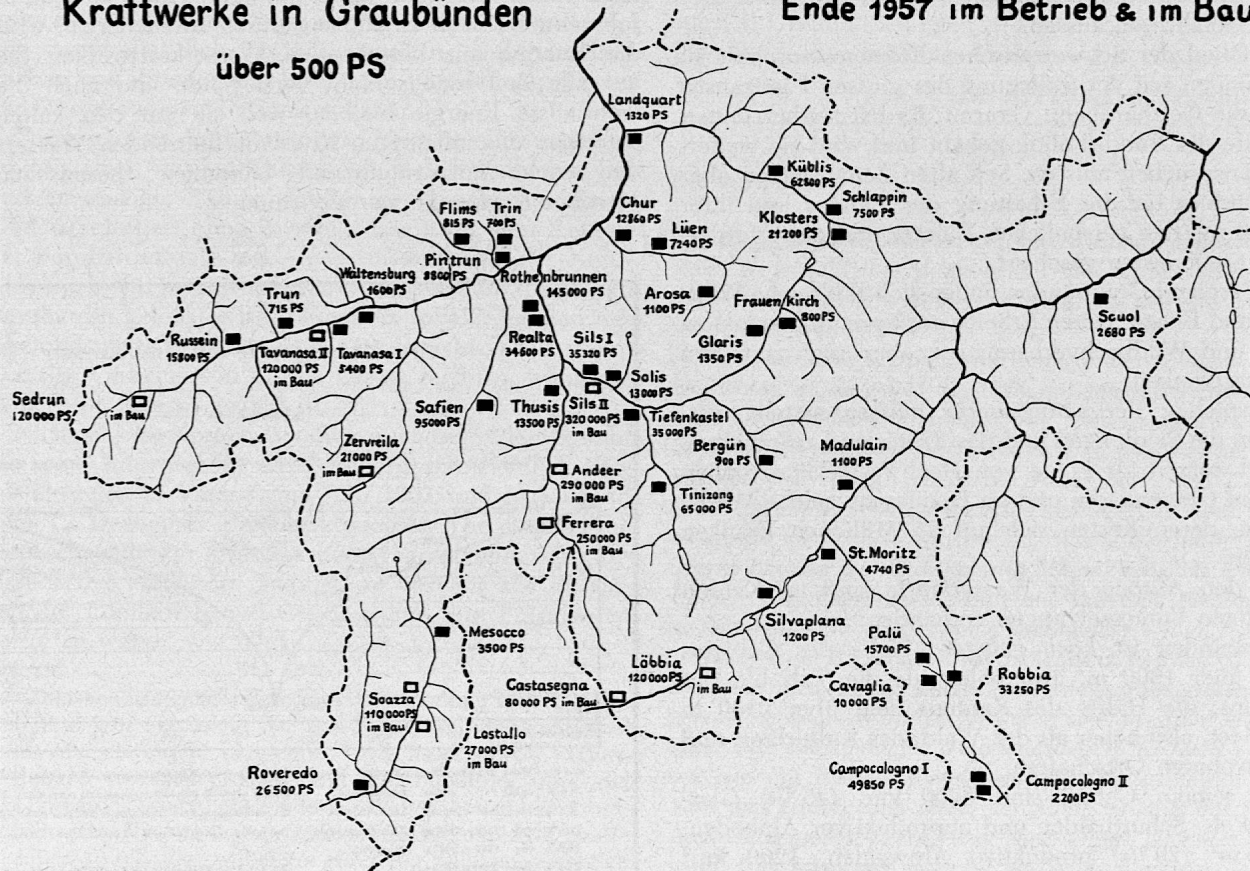 Kraftwerke in Graubünden
über 500 PS
Ende 1957 im Betrieb & im Bau
Landquart
1320 PS
Küblis
62800 PS
Schlappin
7500 PS
Klosters
21200 PS
Chur
12860 PS
Lüen
7240 PS
Flims
815 PS
Trin
700 PS
Pintrun
8800 PS
Rothenbrunnen
145000 PS
Waltensburg
1600 PS
Trun
715 PS
Russein
15800 PS
Tavanasa II
120000 PS
im Bau
Tavanasa I
5400 PS
Arosa
1100 PS
Frauenkirch
800 PS
Glaris
1350 PS
Scuol
2680 PS
Realta
34600 PS
Sils I
35320 PS
Solis
13000 PS
Sedrun
120000 PS
im Bau
Safien
95000 PS
Thusis
13500 PS
Sils II
320000 PS
im Bau
Tiefenkastel
35000 PS
Bergün
900 PS
Madulain
1100 PS
Zervreila
21000 PS
im Bau
Andeer
290000 PS
im Bau
Tinizong
65000 PS
Ferrera
250000 PS
im Bau
St. Moritz
4740 PS
Silvaplana
1200 PS
Mesocco
3500 PS
Palü
15700 PS
Löbbia
120000 PS
im Bau
Castasegna
80000 PS im Bau
Cavaglia
10000 PS
Robbia
33250 PS
Soazza
110000 PS
im Bau
Lostallo
27000 PS
im Bau
Roveredo
26500 PS
Campocologno I
49850 PS
Campocologno II
2200 PS